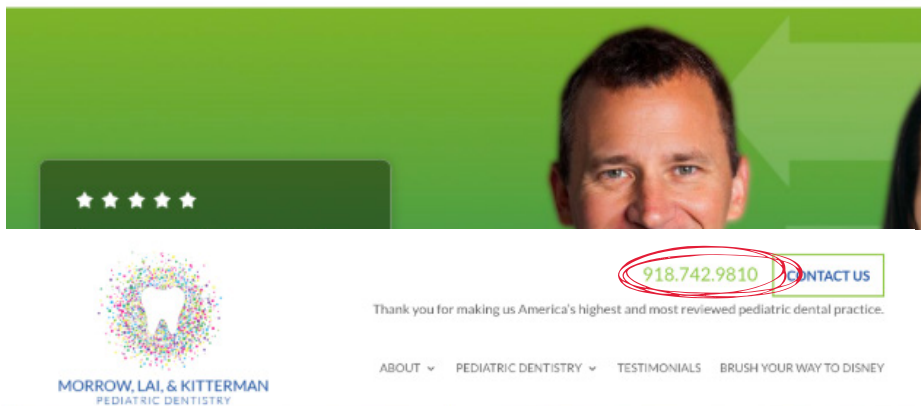 918.742.9810 CONTACT US
Thank you for making us America's highest and most reviewed pediatric dental practice.
ABOUT PEDIATRIC DENTISTRY TESTIMONIALS BRUSH YOUR WAY TO DISNEY
MORROW, LAI, & KITTERMAN
PEDIATRIC DENTISTRY